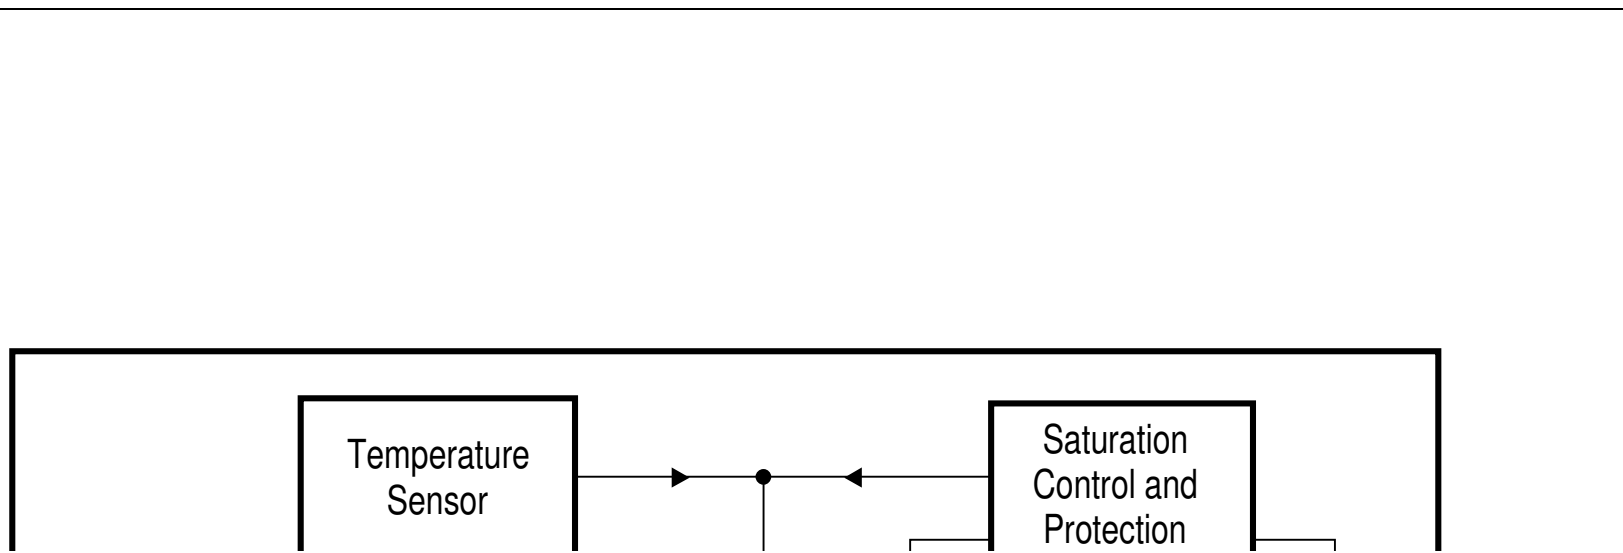 Temperature
Sensor
Saturation
Control and
Protection